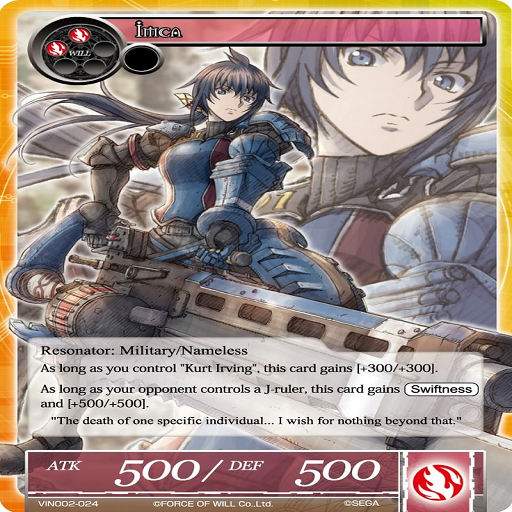 Imca
WILL
Resonator: Military/Nameless
As long as you control "Kurt Irving", this card gains [+300/+300].
As long as your opponent controls a J-ruler, this card gains Swiftness
and [+500/+500].
"The death of one specific individual... I wish for nothing beyond that."
ATK 500 / DEF 500
VIN002-024 ©FORCE OF WILL Co.,Ltd. ©SEGA